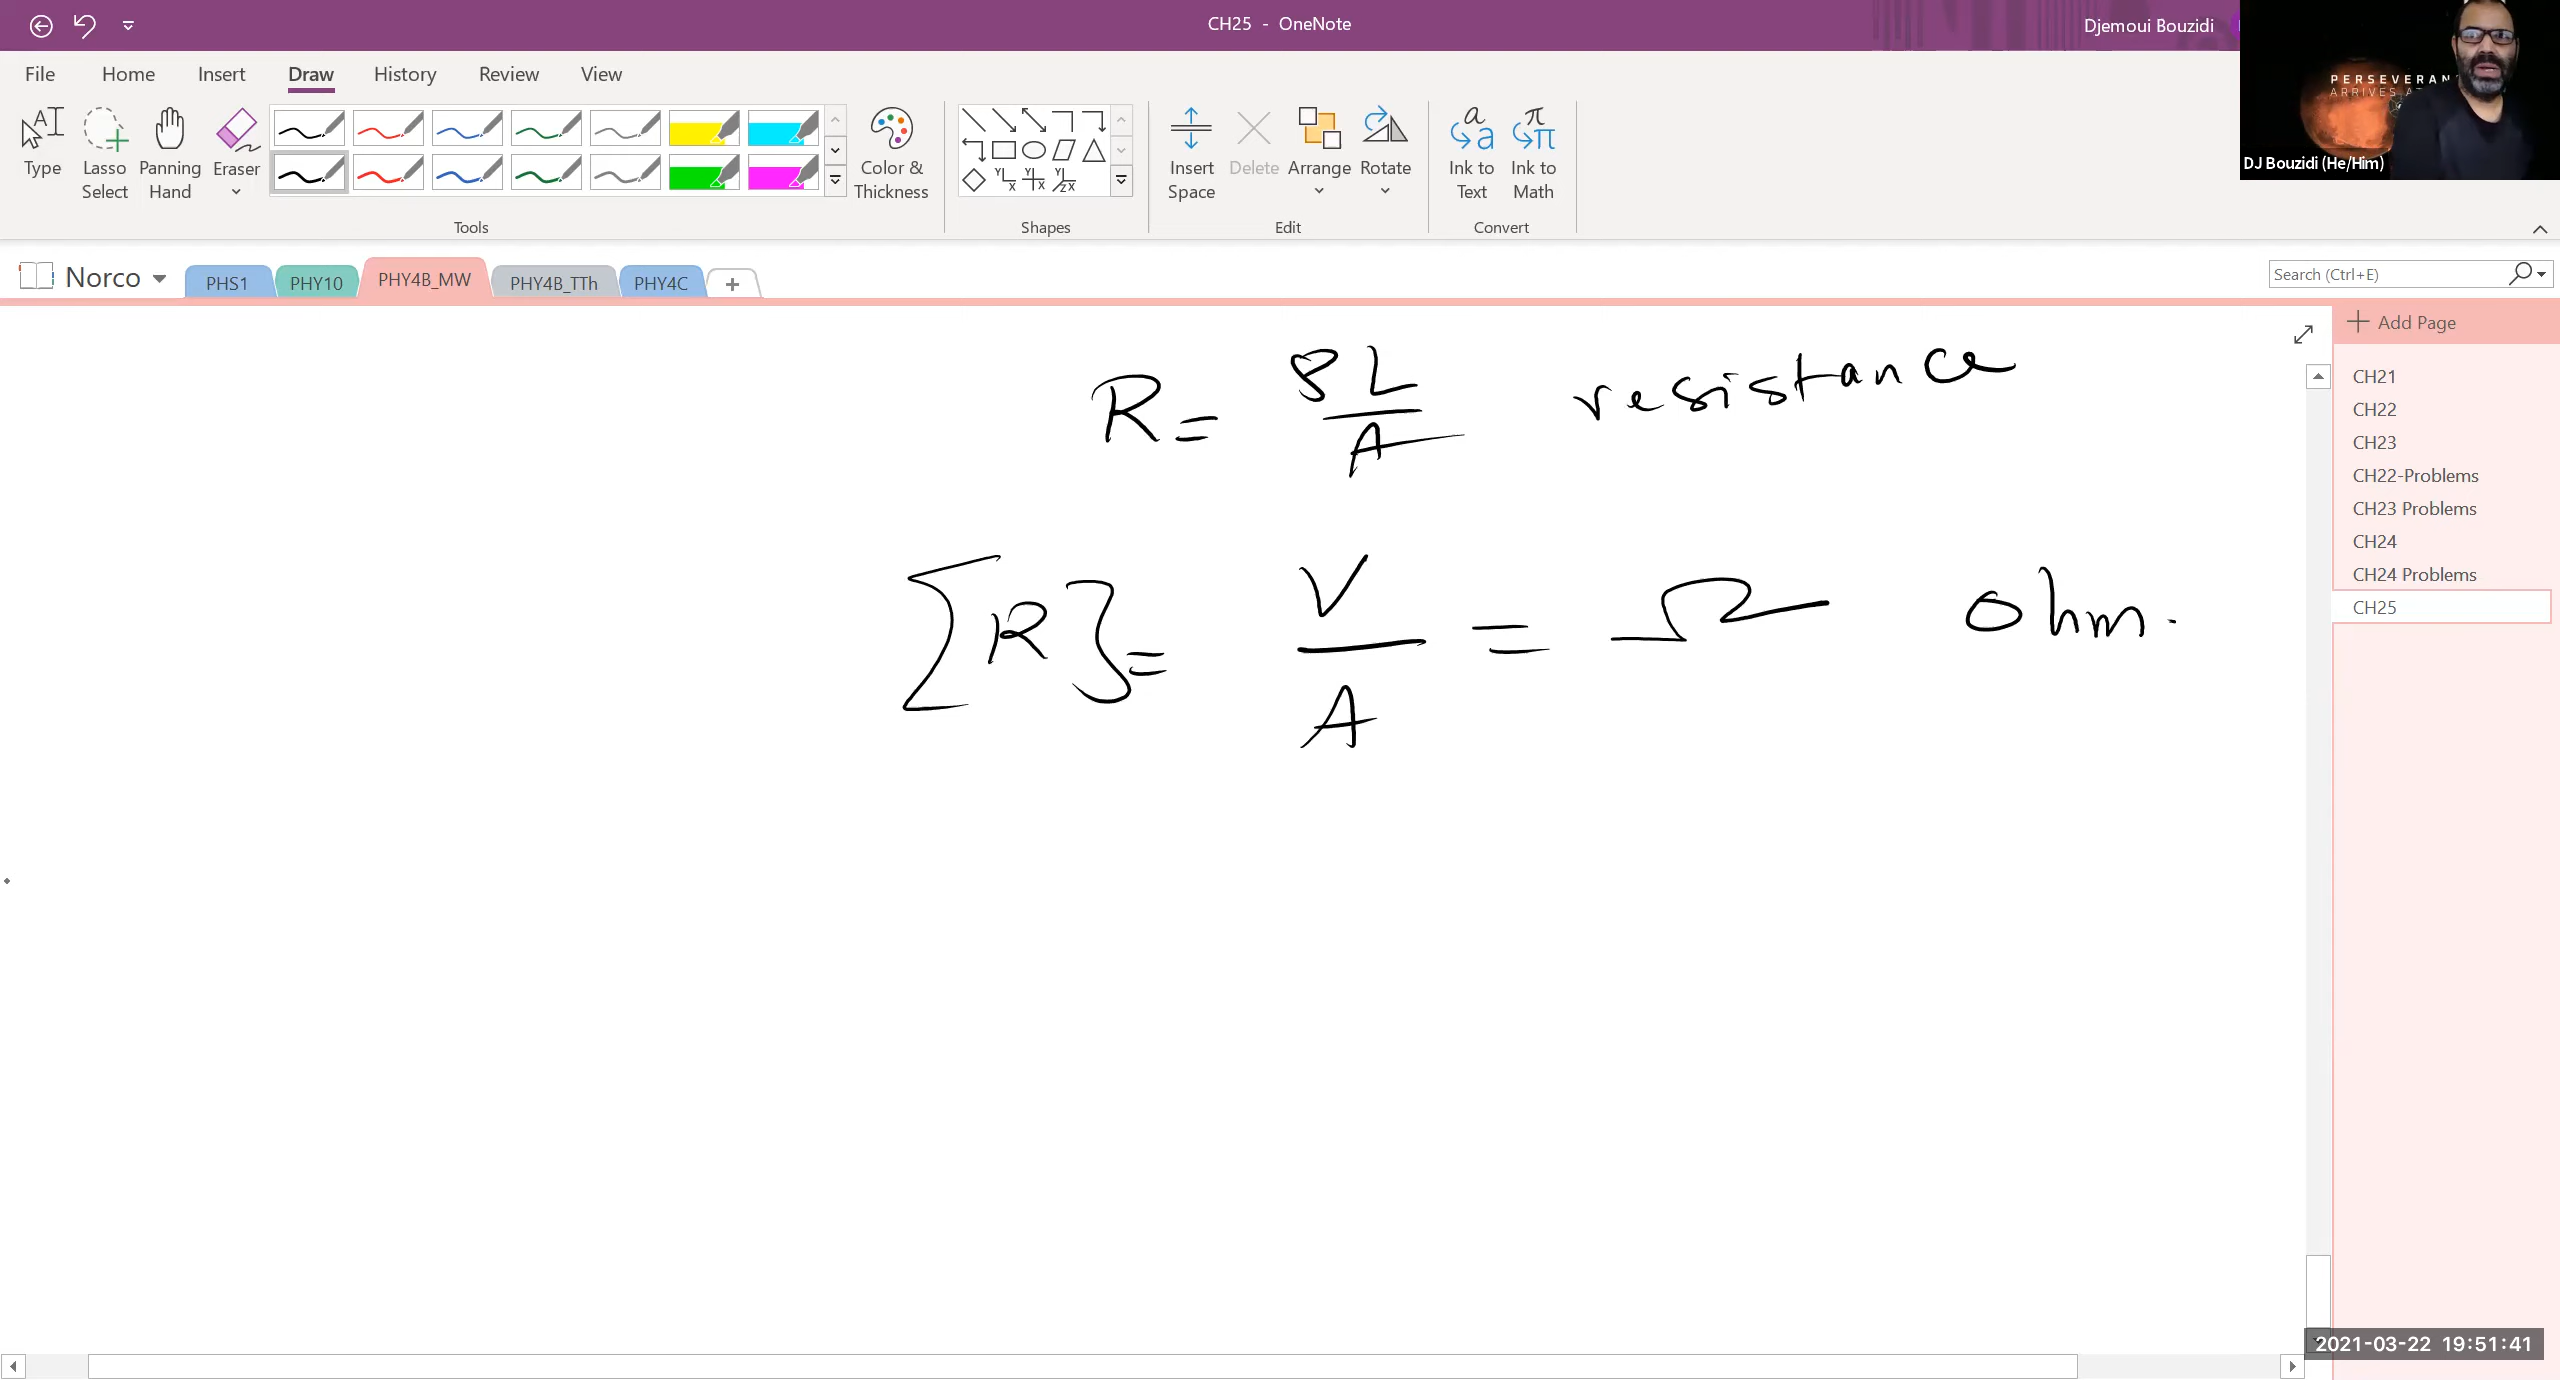 CH25 - OneNote
Djemoui Bouzidi
File Home Insert Draw History Review View
PERSEVERAN
ARRIVES AT
DJ Bouzidi (He/Him)
Type
Lasso Select
Panning Hand
Eraser
Color & Thickness
Insert Space
Delete
Arrange
Rotate
Ink to Text
Ink to Math
Tools
Shapes
Edit
Convert
Norco
PHS1 PHY10 PHY4B_MW PHY4B_TTh PHY4C +
Search (Ctrl+E)
Add Page
CH21
CH22
CH23
CH22-Problems
CH23 Problems
CH24
CH24 Problems
CH25
R = ρL/A resistance
[R] = V/A = Ω ohm.
2021-03-22 19:51:41